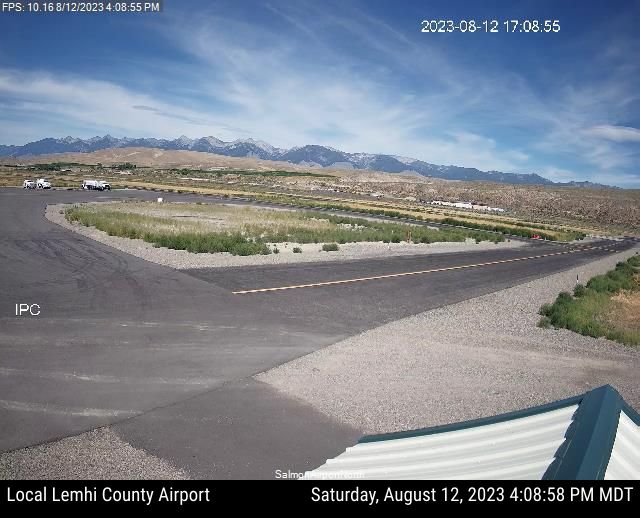 FPS: 10.16 8/12/2023 4:08:55 PM
2023-08-12 17:08:55
IPC
SalmonAirportNorth
Local Lemhi County Airport
Saturday, August 12, 2023 4:08:58 PM MDT